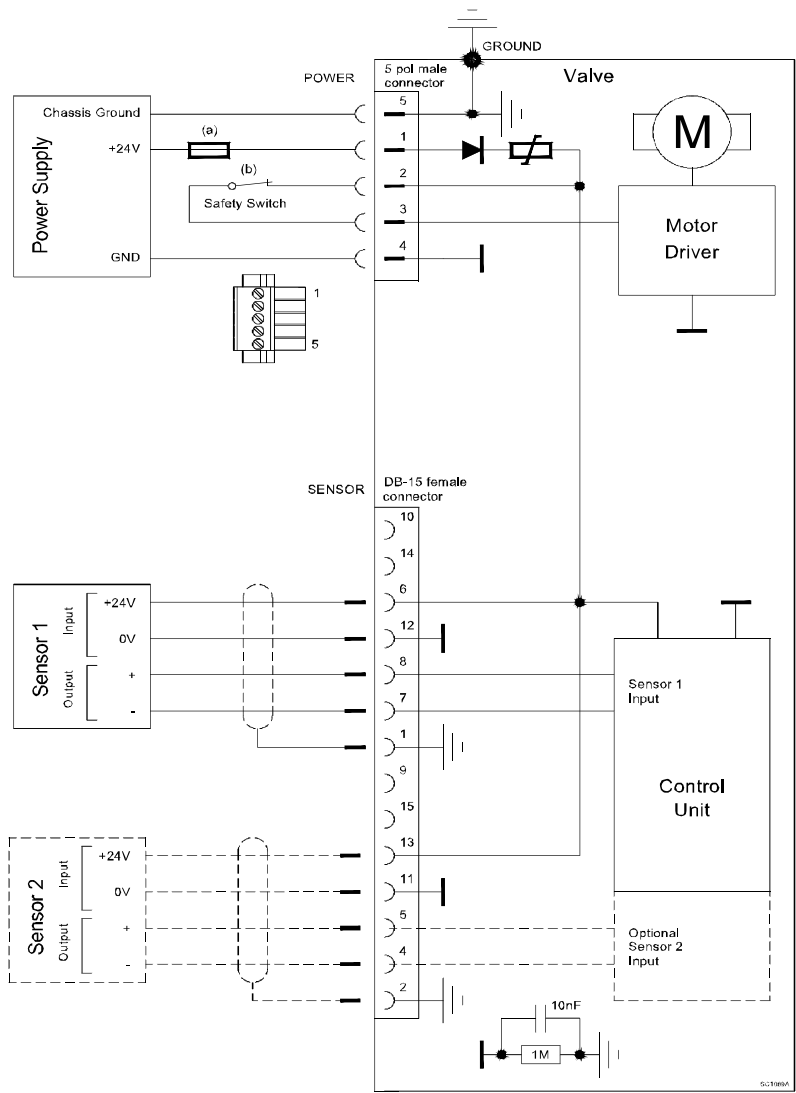 GROUND
5 pol male
connector
POWER
Valve
Power Supply
Chassis Ground
+24V
GND
(a)
(b)
Safety Switch
5
1
2
3
4
M
Motor
Driver
1
5
SENSOR
DB-15 female
connector
10
14
6
12
8
7
1
9
15
13
11
5
4
2
Sensor 1
Input
Output
+24V
0V
+
-
Sensor 1
Input
Control
Unit
Sensor 2
Input
Output
+24V
0V
+
-
Optional
Sensor 2
Input
10nF
1M